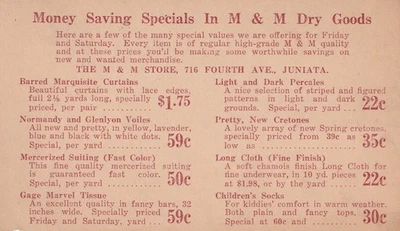 Money Saving Specials In M & M Dry Goods
Here are a few of the many special values we are offering for Friday
and Saturday. Every item is of regular high-grade M & M quality
and at these prices you'd be making some worthwhile savings on
new and wanted merchandise.
THE M & M STORE, 716 FOURTH AVE., JUNIATA.
Barred Marquisite Curtains
Beautiful curtains with lace edges,
full 2¼ yards long, specially
priced, per pair .......... $1.75
Normandy and Glenlyon Voiles
All new and pretty, in yellow, lavender,
blue and black with white dots.
Special, per yard .......... 59c
Mercerized Suiting (Fast Color)
This fine quality mercerized suiting
is guaranteed fast color.
Special, per yard .......... 50c
Gage Marvel Tissue
An excellent quality in fancy bars, 32
inches wide. Specially priced
Friday and Saturday, yard ... 59c
Light and Dark Percales
A nice selection of striped and figured
patterns in light and dark
grounds. Special, per yard ... 22c
Pretty, New Cretones
A lovely array of new Spring cretones,
specially priced from 39c as
low as .......... 35c
Long Cloth (Fine Finish)
A soft chamois finish Long Cloth for
fine underwear, in 10 yd. pieces
at $1.98, or by the yard ...... 22c
Children's Socks
For kiddies' comfort in warm weather.
Both plain and fancy tops.
Special at 60c and .......... 30c